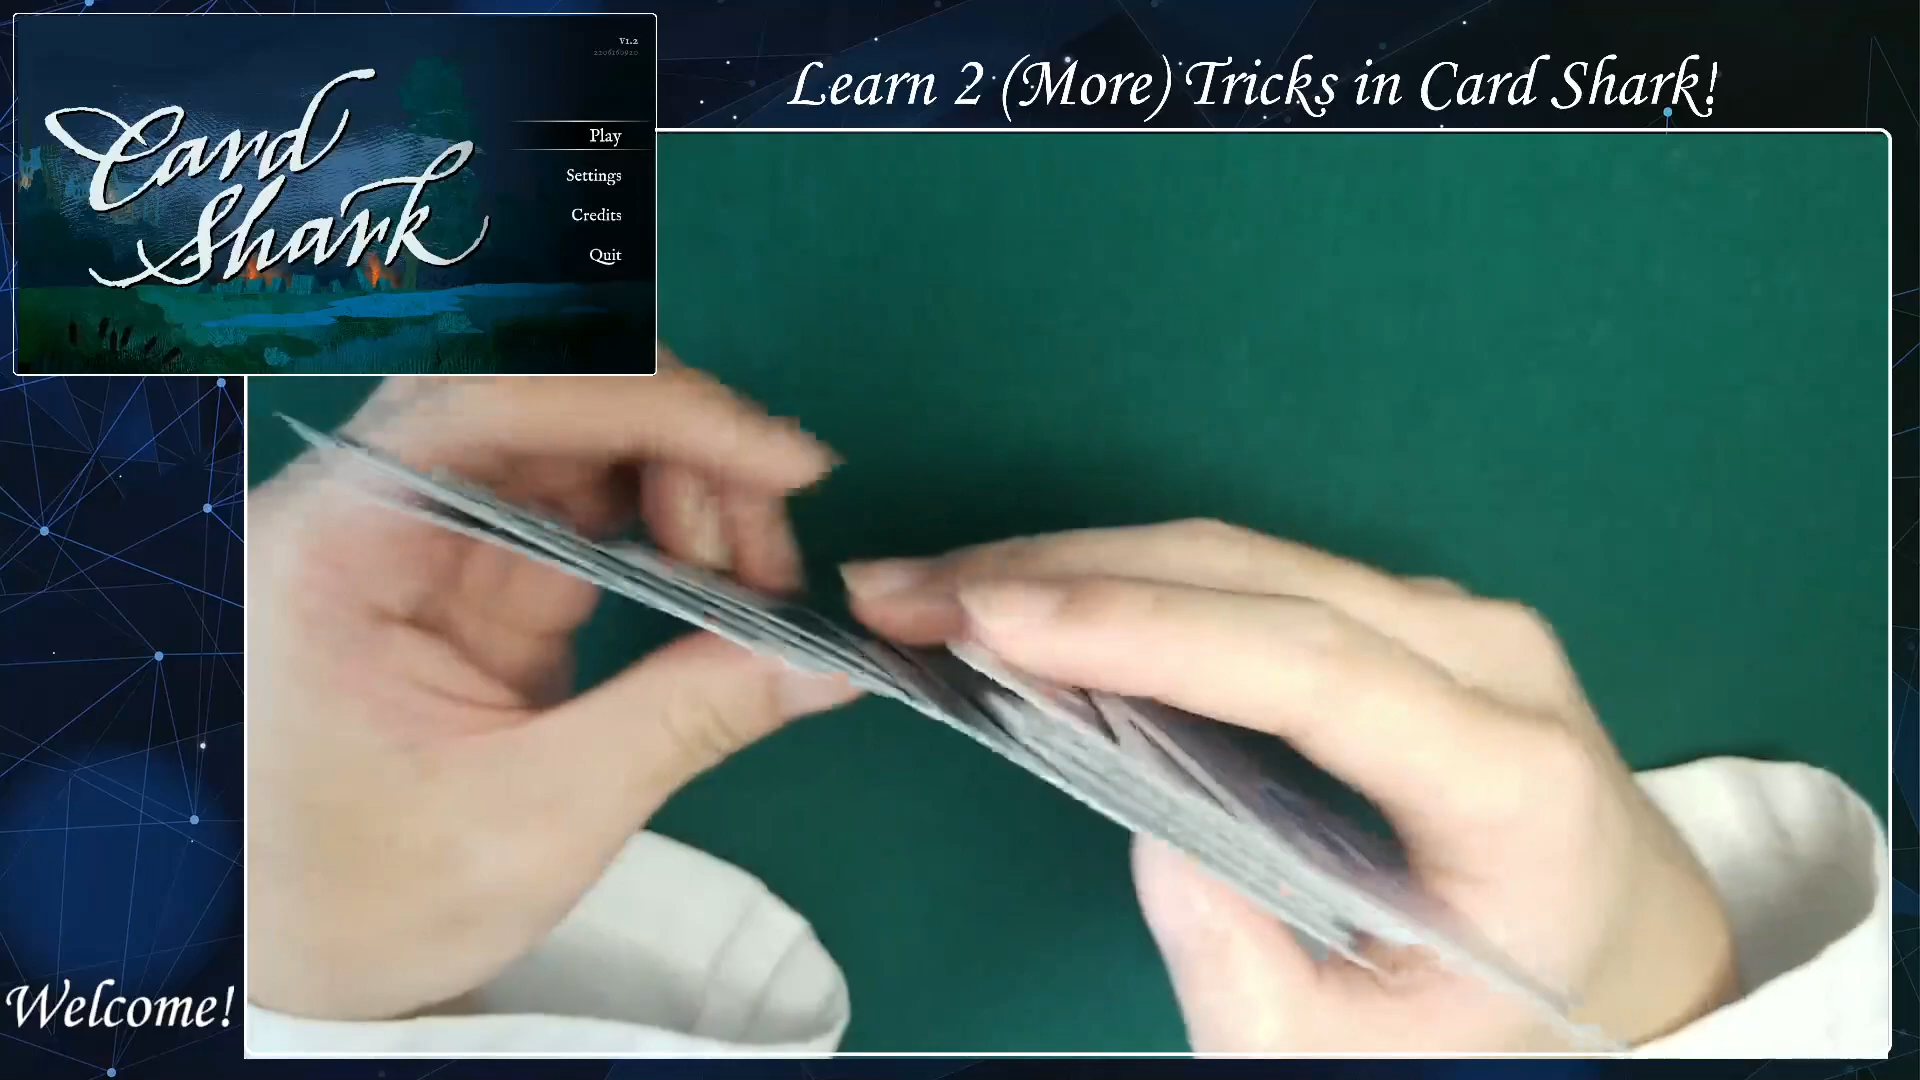 v1.2
Card
Shark
Play
Settings
Credits
Quit
Learn 2 (More) Tricks in Card Shark!
Welcome!